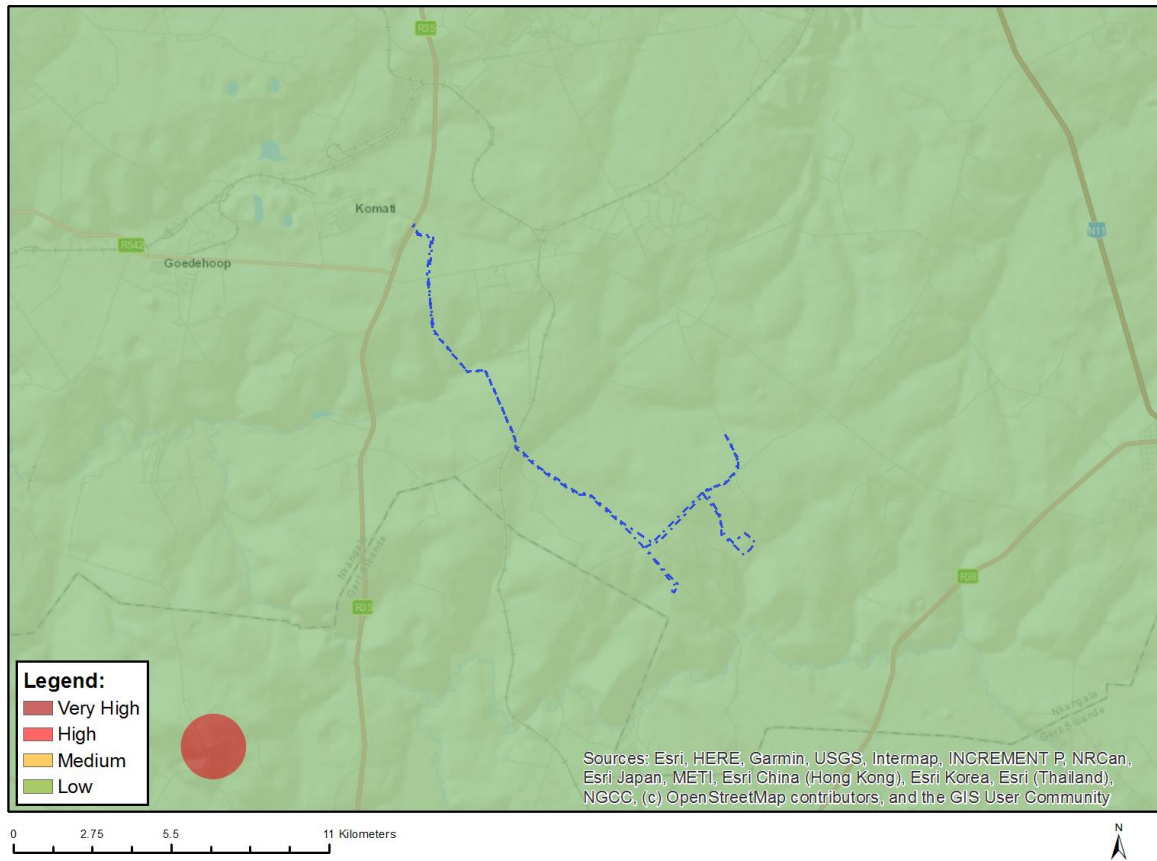 R35
Komati
N11
R542
Goedehoop
Nkangala
Gert Sibande
R38
R35
Nkangala
Gert Sibande
Legend:
Very High
High
Medium
Low
Sources: Esri, HERE, Garmin, USGS, Intermap, INCREMENT P, NRCan,
Esri Japan, METI, Esri China (Hong Kong), Esri Korea, Esri (Thailand),
NGCC, (c) OpenStreetMap contributors, and the GIS User Community
0 2.75 5.5 11 Kilometers
N